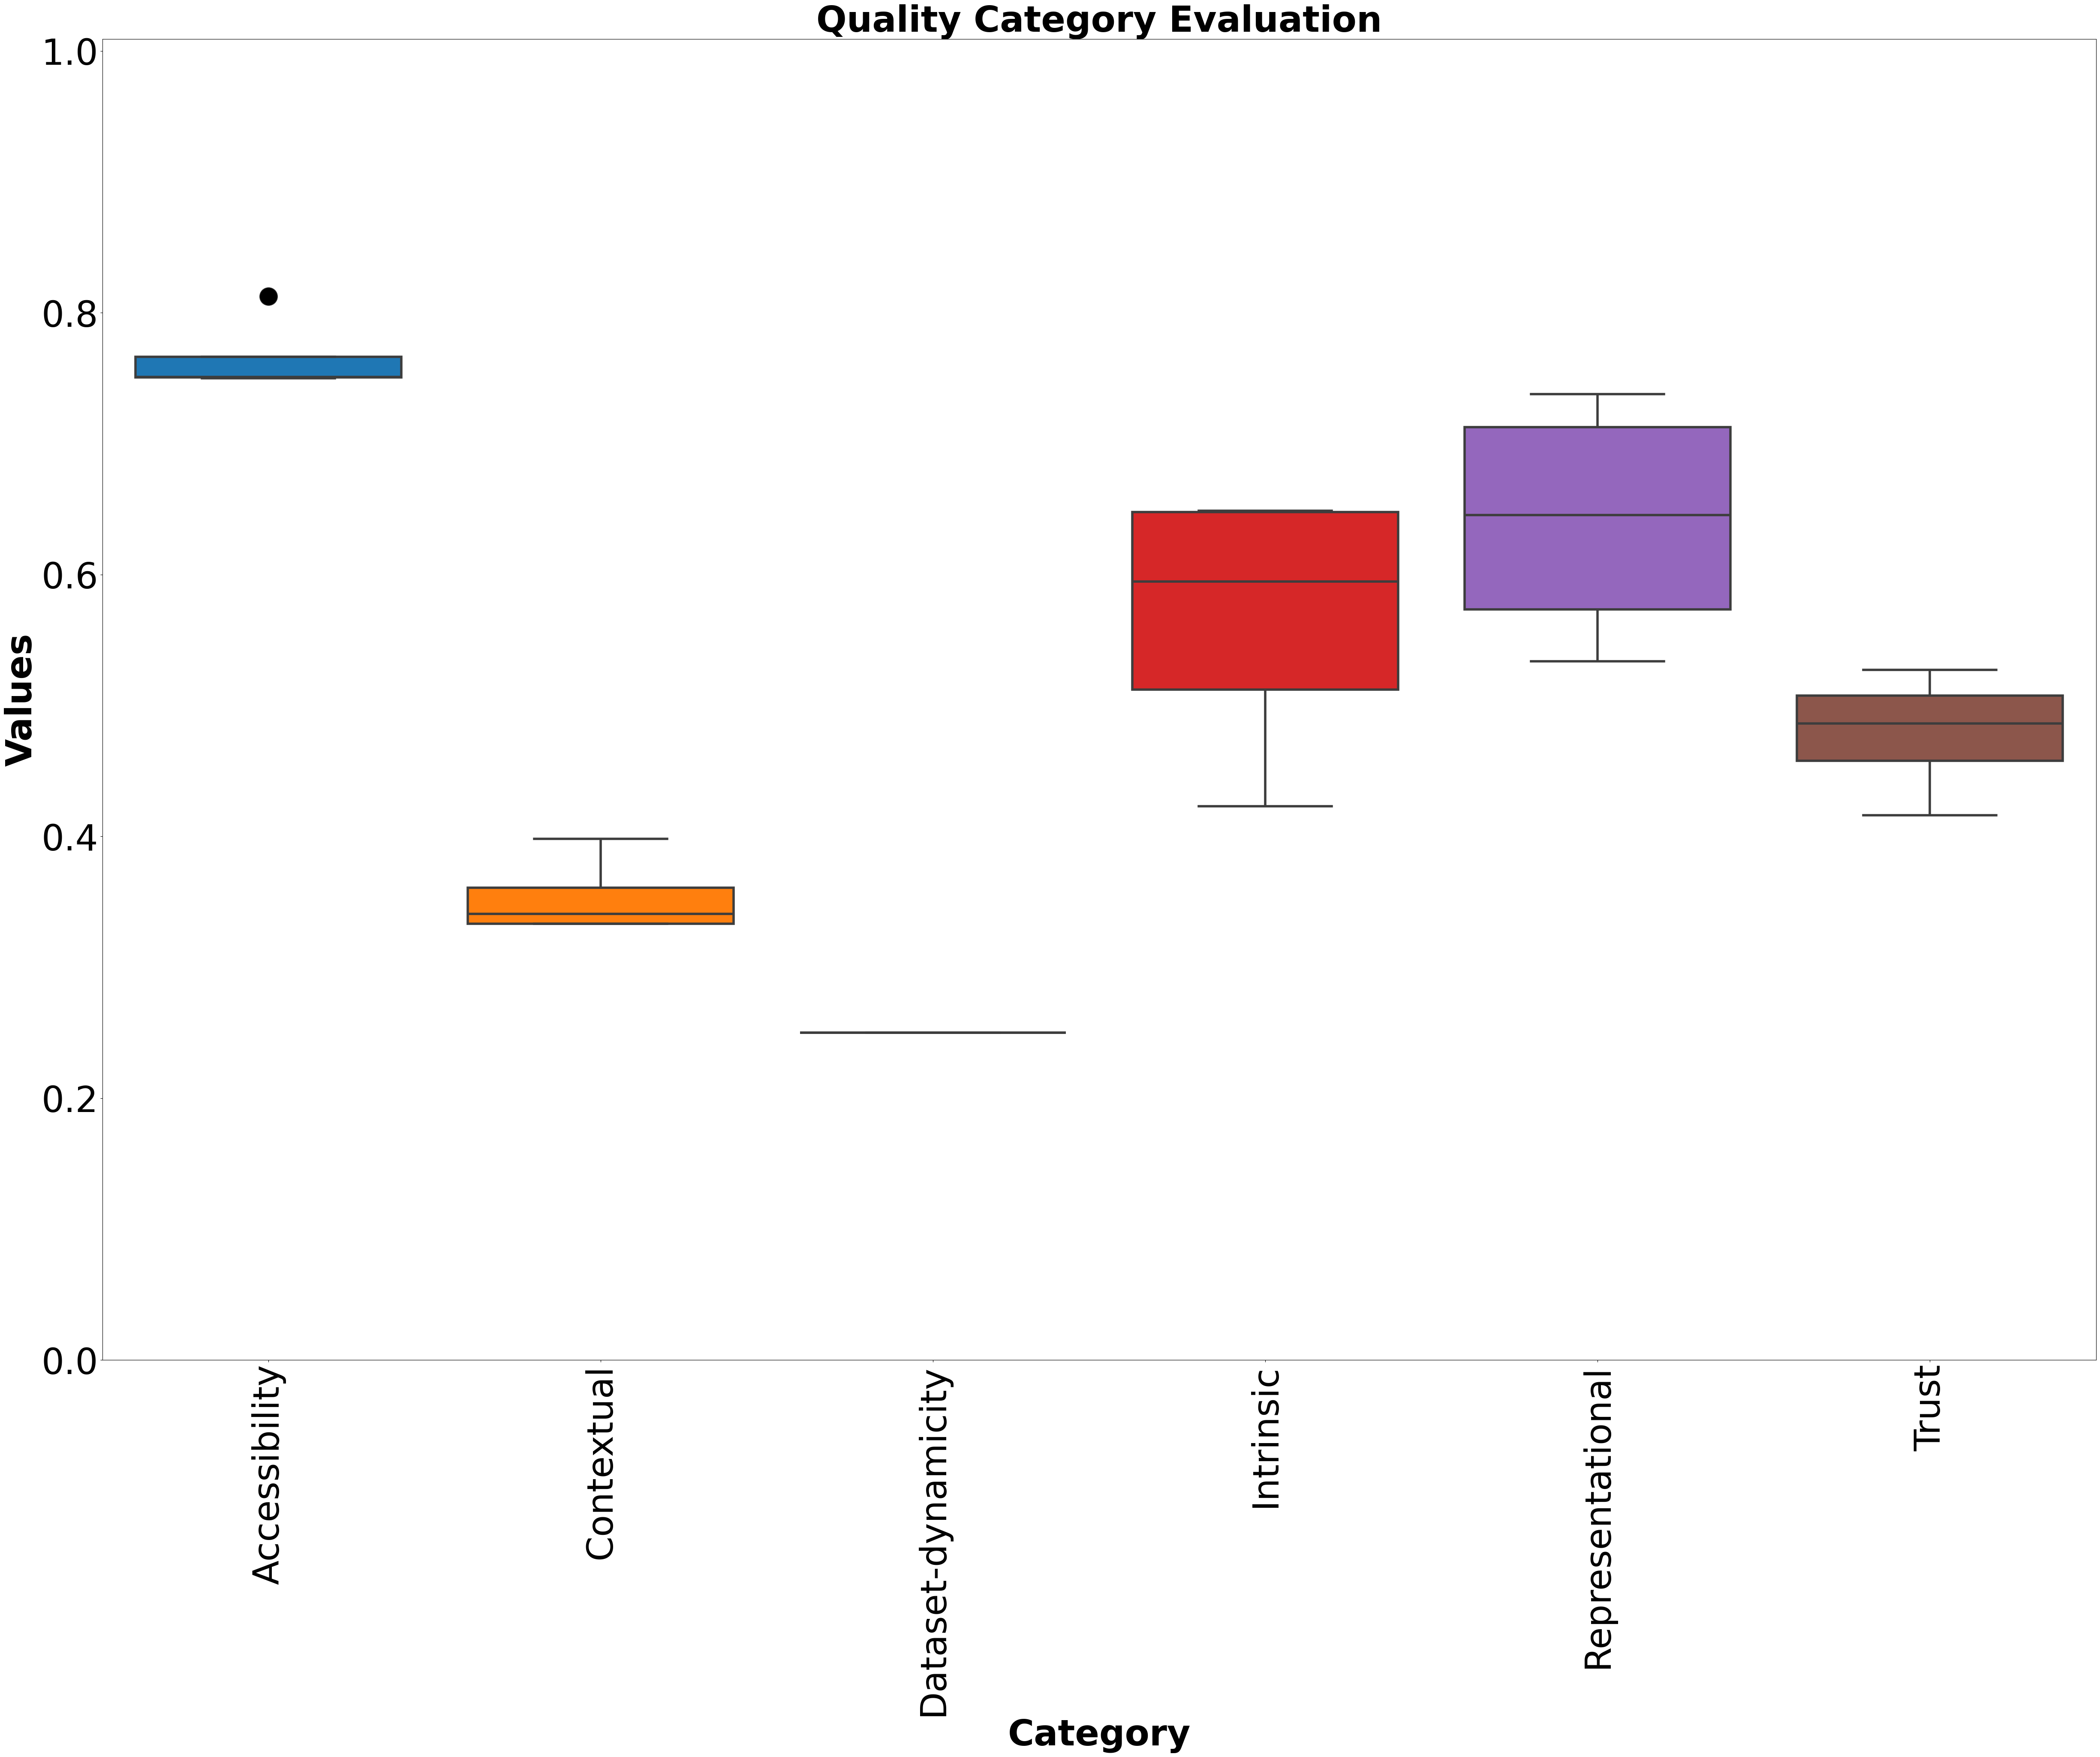 Quality Category Evaluation
1.0
0.8
0.6
0.4
0.2
0.0
Values
Accessibility
Contextual
Dataset-dynamicity
Intrinsic
Representational
Trust
Category